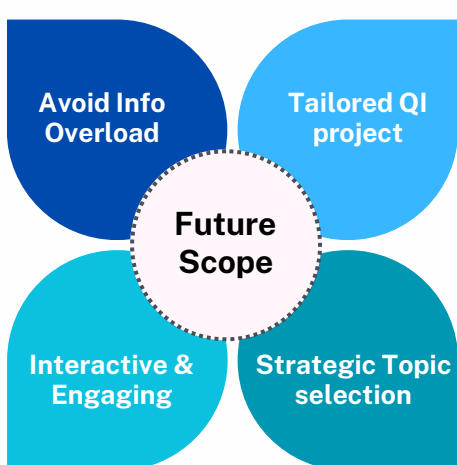 Avoid Info
Overload
Tailored QI
project
Future
Scope
Interactive &
Engaging
Strategic Topic
selection